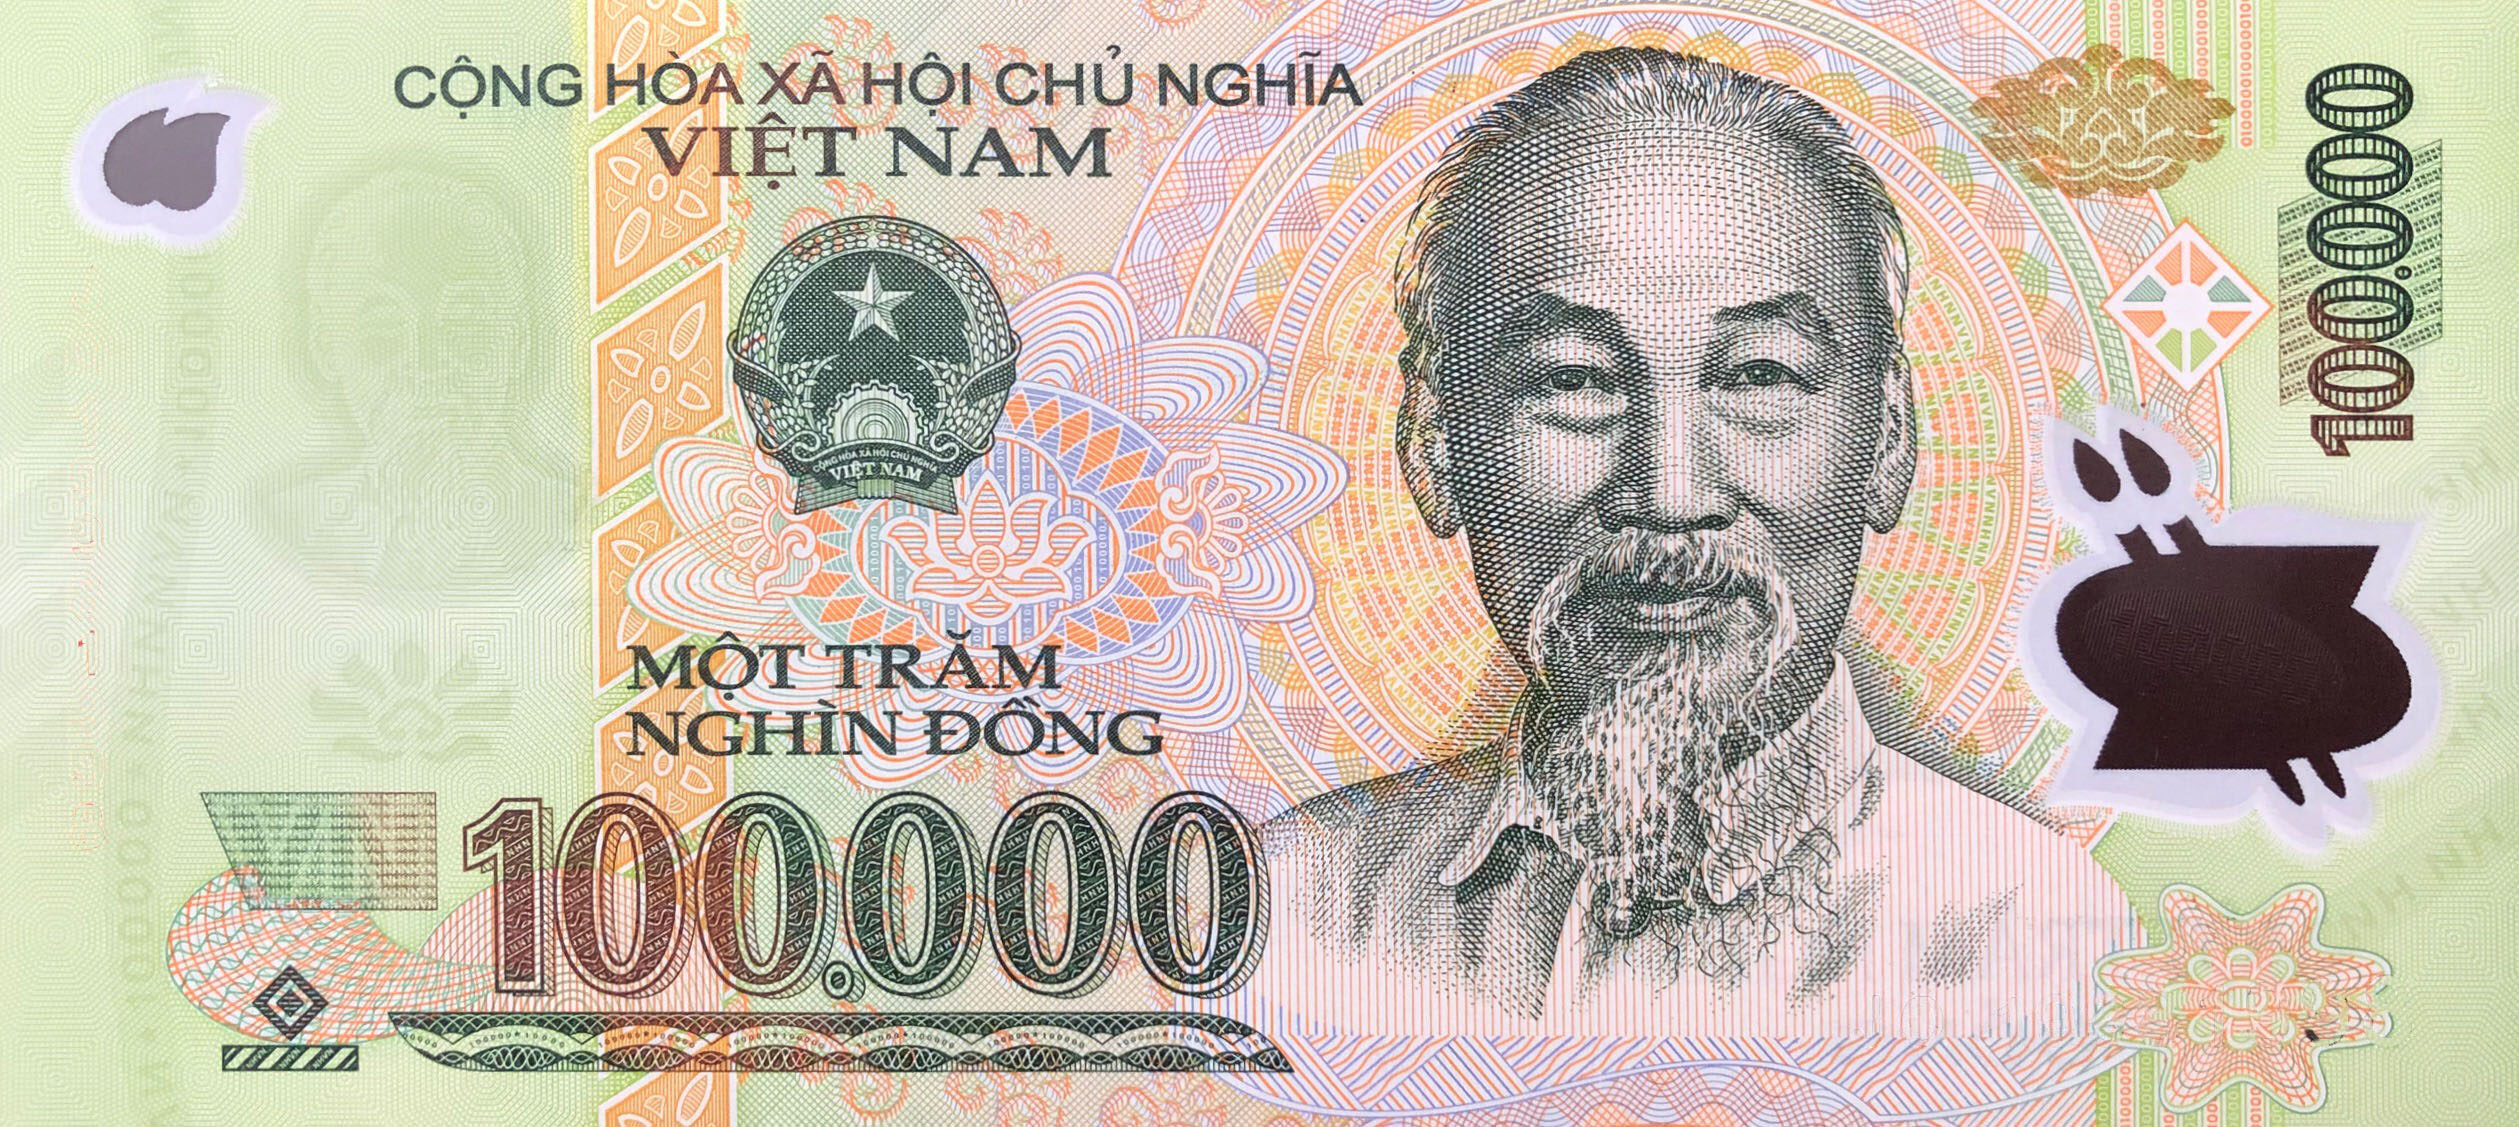 CỘNG HÒA XÃ HỘI CHỦ NGHĨA
VIỆT NAM
100.000
CỘNG HÒA XÃ HỘI CHỦ NGHĨA
VIỆT NAM
MỘT TRĂM
NGHÌN ĐỒNG
100.000